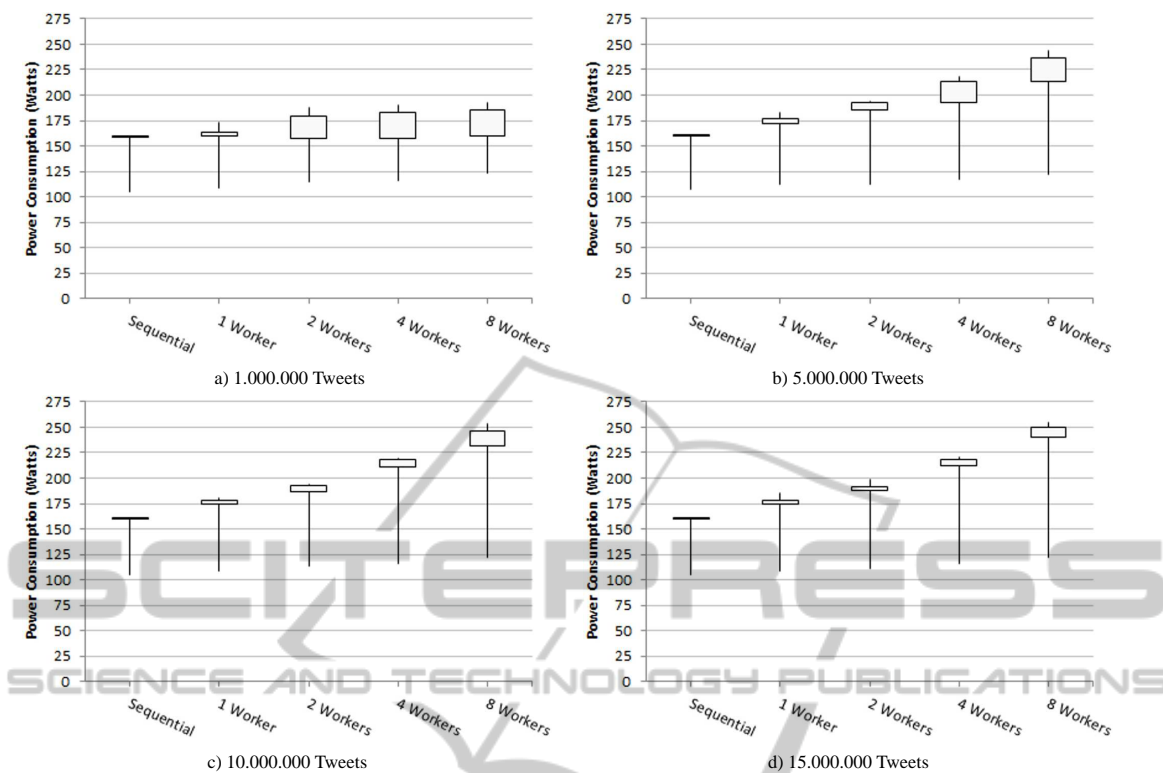 Power Consumption (Watts)
275
250
225
200
175
150
125
100
75
50
25
0
Sequential
1 Worker
2 Workers
4 Workers
8 Workers
a) 1.000.000 Tweets
Power Consumption (Watts)
275
250
225
200
175
150
125
100
75
50
25
0
Sequential
1 Worker
2 Workers
4 Workers
8 Workers
b) 5.000.000 Tweets
Power Consumption (Watts)
275
250
225
200
175
150
125
100
75
50
25
0
Sequential
1 Worker
2 Workers
4 Workers
8 Workers
c) 10.000.000 Tweets
Power Consumption (Watts)
275
250
225
200
175
150
125
100
75
50
25
0
Sequential
1 Worker
2 Workers
4 Workers
8 Workers
d) 15.000.000 Tweets
SCITEPRESS
SCIENCE AND TECHNOLOGY PUBLICATIONS